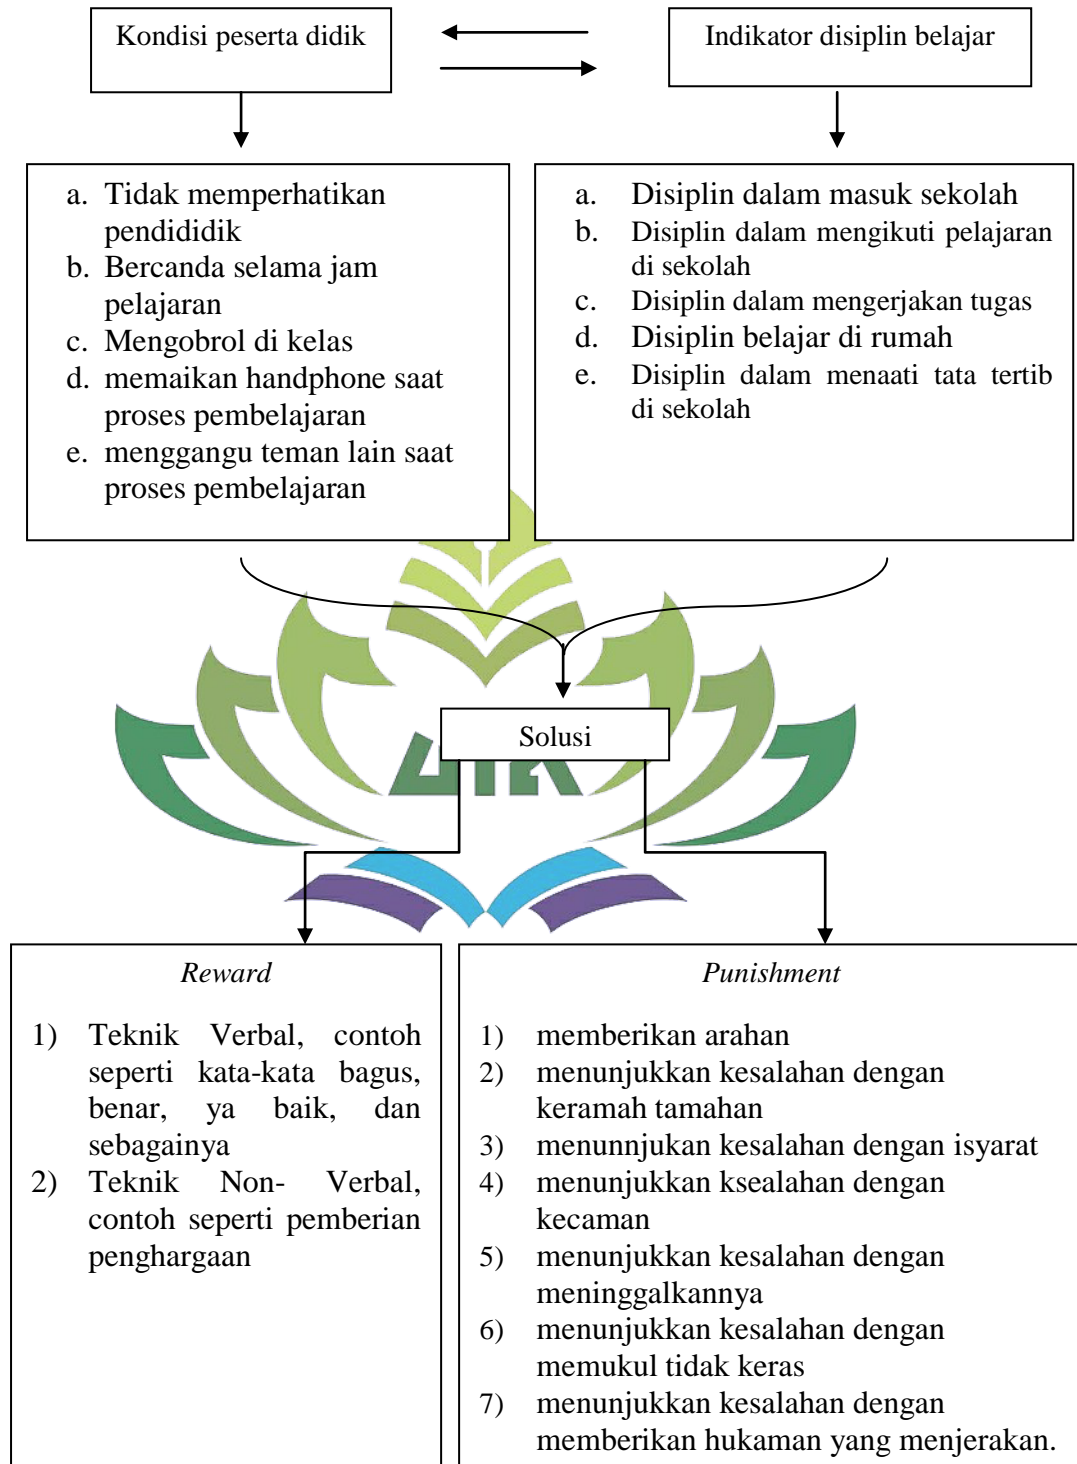 Kondisi peserta didik
Indikator disiplin belajar
a. Tidak memperhatikan
pendididik
b. Bercanda selama jam
pelajaran
c. Mengobrol di kelas
d. memaikan handphone saat
proses pembelajaran
e. menggangu teman lain saat
proses pembelajaran
a. Disiplin dalam masuk sekolah
b. Disiplin dalam mengikuti pelajaran
di sekolah
c. Disiplin dalam mengerjakan tugas
d. Disiplin belajar di rumah
e. Disiplin dalam menaati tata tertib
di sekolah
Solusi
Reward
1) Teknik Verbal, contoh
seperti kata-kata bagus,
benar, ya baik, dan
sebagainya
2) Teknik Non- Verbal,
contoh seperti pemberian
penghargaan
Punishment
1) memberikan arahan
2) menunjukkan kesalahan dengan
keramah tamahan
3) menunnjukan kesalahan dengan isyarat
4) menunjukkan ksealahan dengan
kecaman
5) menunjukkan kesalahan dengan
meninggalkannya
6) menunjukkan kesalahan dengan
memukul tidak keras
7) menunjukkan kesalahan dengan
memberikan hukaman yang menjerakan.